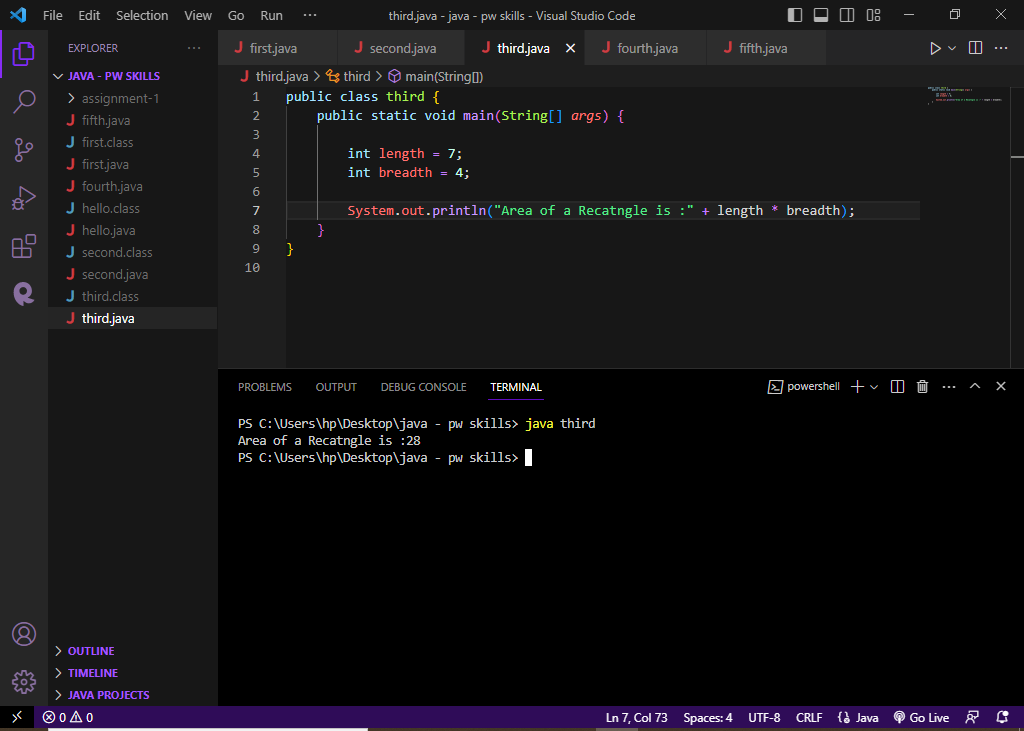 File Edit Selection View Go Run ··· third.java - java - pw skills - Visual Studio Code
EXPLORER ···
JAVA - PW SKILLS
assignment-1
J fifth.java
J first.class
J first.java
J fourth.java
J hello.class
J hello.java
J second.class
J second.java
J third.class
J third.java
OUTLINE
TIMELINE
JAVA PROJECTS
J first.java J second.java J third.java J fourth.java J fifth.java ···
J third.java > third > main(String[])
1 public class third {
2 public static void main(String[] args) {
3
4 int length = 7;
5 int breadth = 4;
6
7 System.out.println("Area of a Recatngle is :" + length * breadth);
8 }
9 }
10
PROBLEMS OUTPUT DEBUG CONSOLE TERMINAL powershell ···
PS C:\Users\hp\Desktop\java - pw skills> java third
Area of a Recatngle is :28
PS C:\Users\hp\Desktop\java - pw skills>
0 0 Ln 7, Col 73 Spaces: 4 UTF-8 CRLF {} Java Go Live